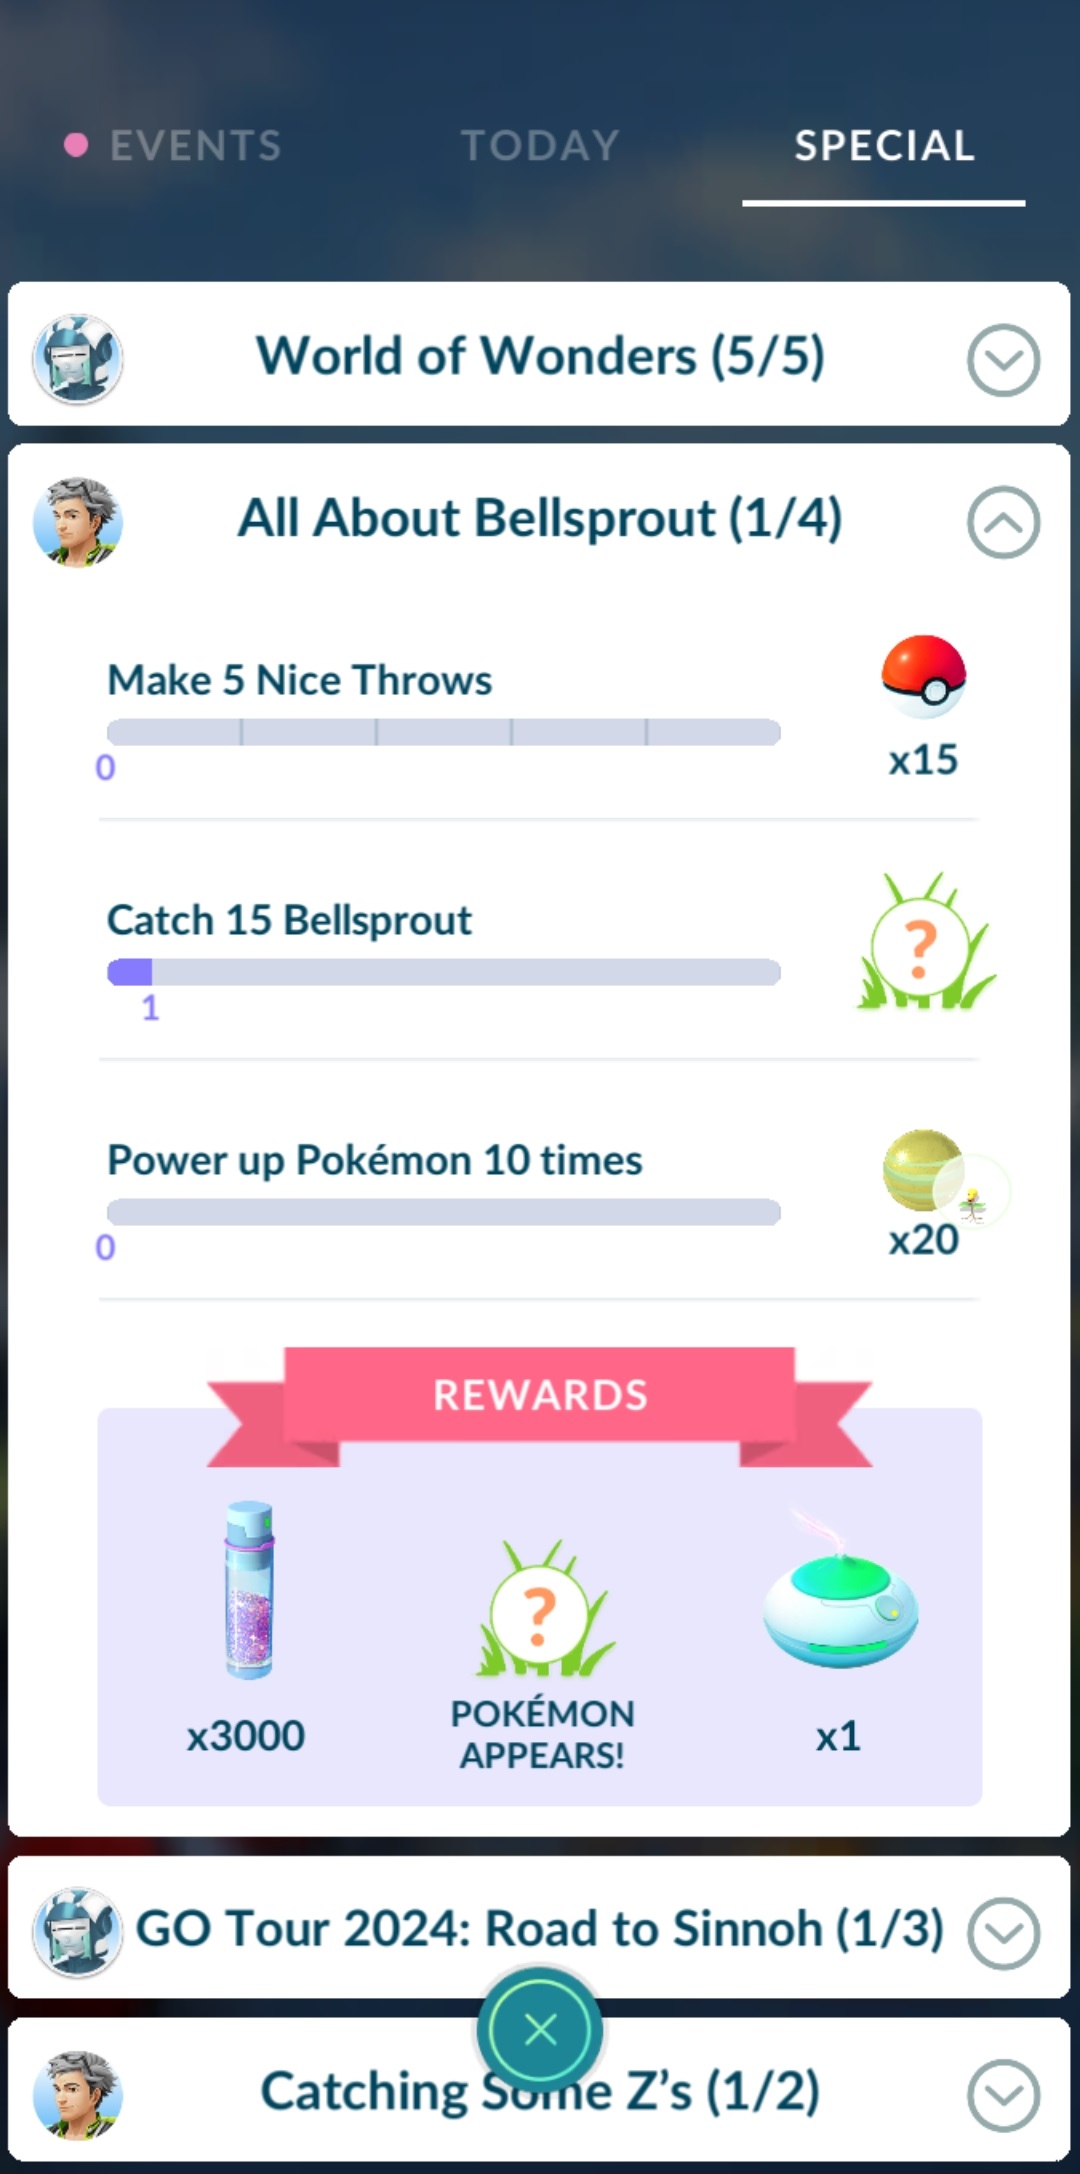 EVENTS TODAY SPECIAL
World of Wonders (5/5)
All About Bellsprout (1/4)
Make 5 Nice Throws
0
x15
Catch 15 Bellsprout
1
?
Power up Pokémon 10 times
0
x20
REWARDS
x3000
?
POKÉMON
APPEARS!
x1
GO Tour 2024: Road to Sinnoh (1/3)
Catching Some Z's (1/2)